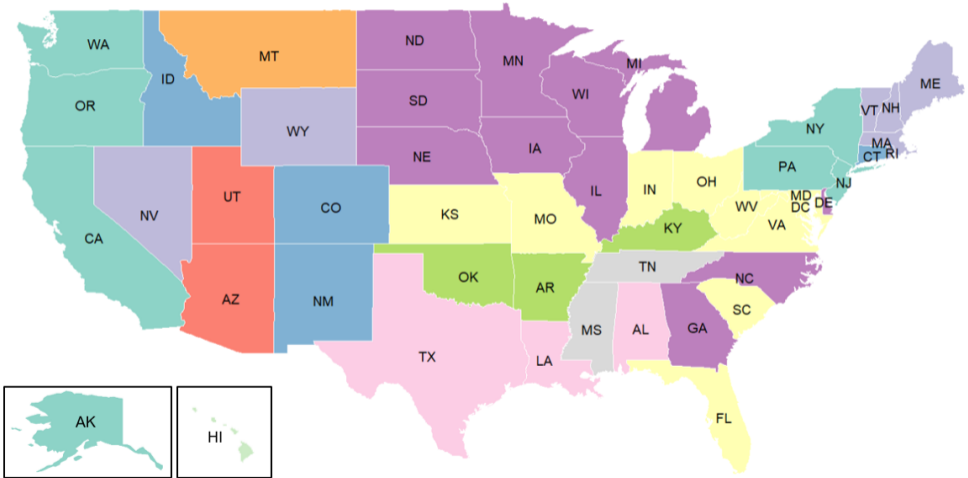 WA
MT
ND
MN
MI
ME
ID
OR
SD
WI
VT
NH
NY
WY
MA
NE
IA
CT
RI
PA
NV
UT
CO
KS
MO
IL
IN
OH
NJ
MD
DE
DC
WV
VA
CA
KY
TN
NC
AZ
NM
OK
AR
SC
MS
AL
GA
TX
LA
FL
AK
HI